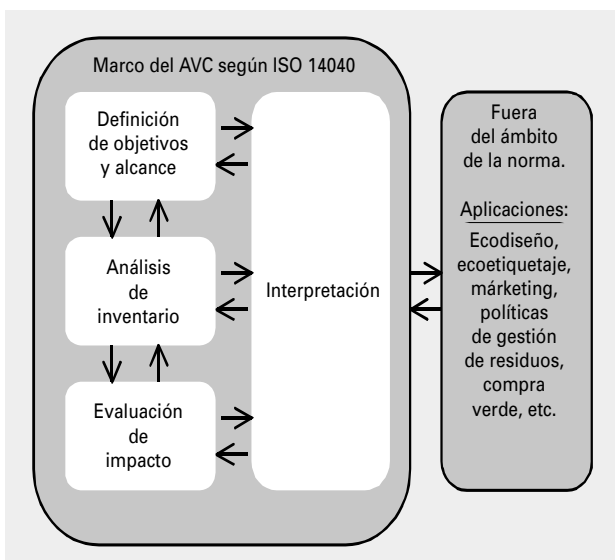 Marco del AVC según ISO 14040
Definición
de objetivos
y alcance
Análisis
de
inventario
Evaluación
de
impacto
Interpretación
Fuera
del ámbito
de la norma.
Aplicaciones:
Ecodiseño,
ecoetiquetaje,
márketing,
políticas
de gestión
de residuos,
compra
verde, etc.